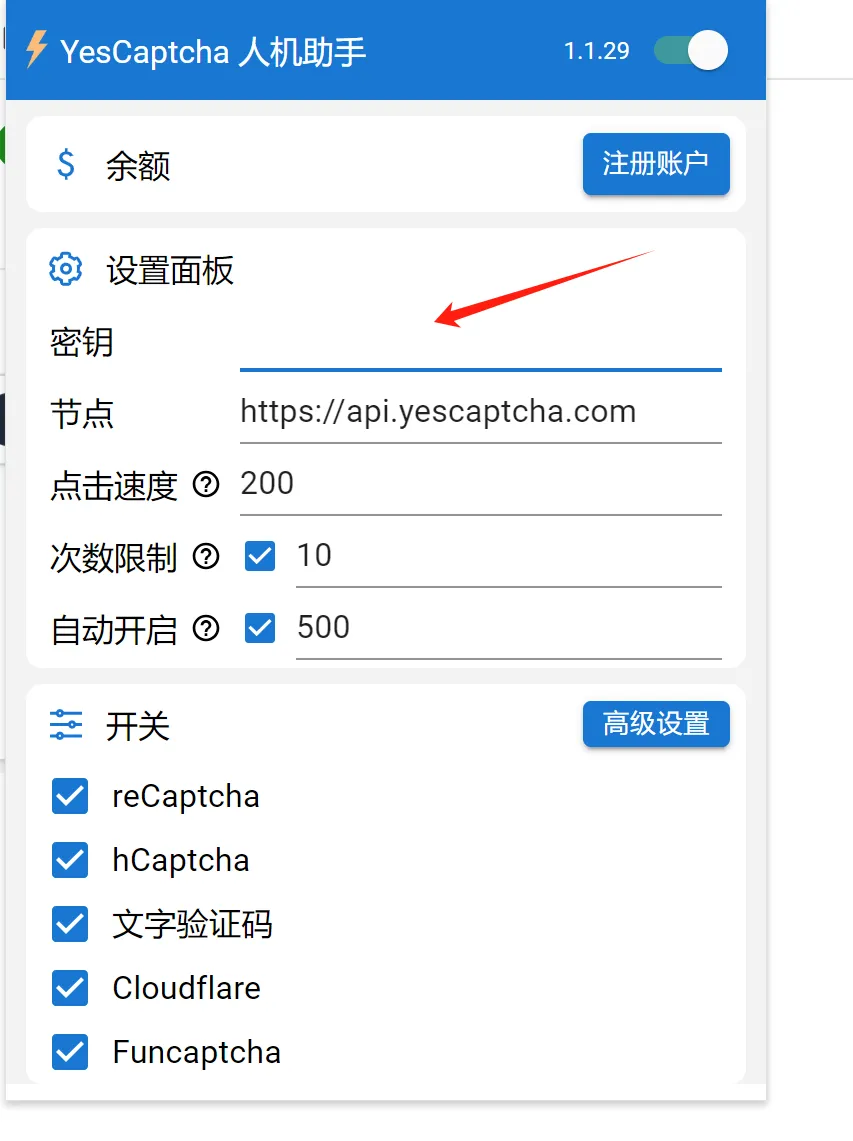 YesCaptcha 人机助手 1.1.29
余额 注册账户
设置面板
密钥
节点 https://api.yescaptcha.com
点击速度 200
次数限制 10
自动开启 500
开关 高级设置
reCaptcha
hCaptcha
文字验证码
Cloudflare
Funcaptcha